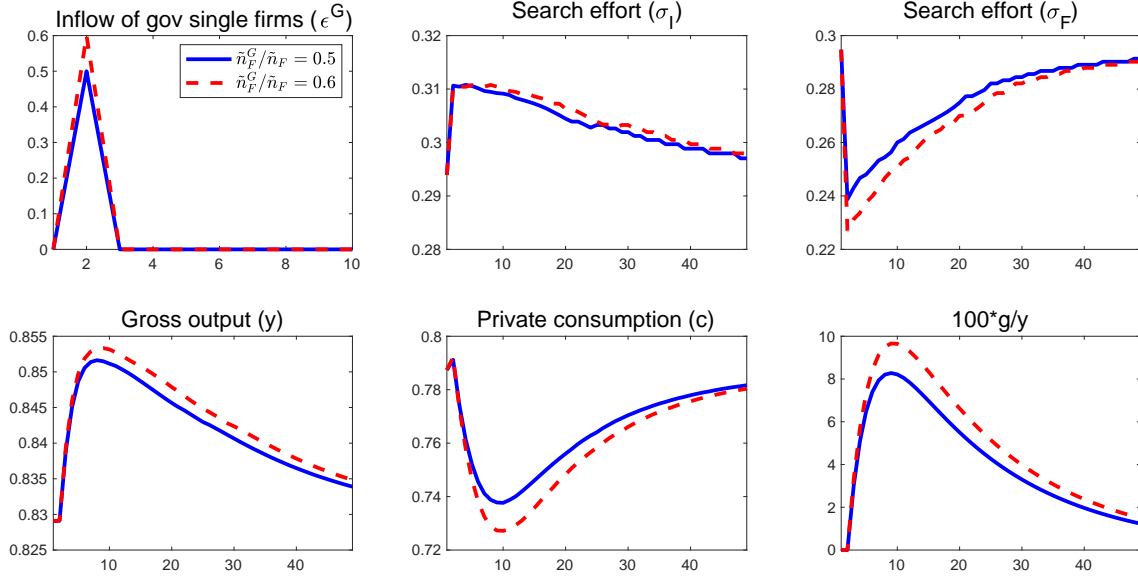 Inflow of gov single firms (ϵ^G)
0.6
0.5
0.4
0.3
0.2
0.1
0
2 4 6 8 10
ñ_F^G/ñ_F = 0.5
ñ_F^G/ñ_F = 0.6
Search effort (σ_I)
0.32
0.31
0.3
0.29
0.28
10 20 30 40
Search effort (σ_F)
0.3
0.28
0.26
0.24
0.22
10 20 30 40
Gross output (y)
0.855
0.85
0.845
0.84
0.835
0.83
0.825
10 20 30 40
Private consumption (c)
0.8
0.78
0.76
0.74
0.72
10 20 30 40
100*g/y
10
8
6
4
2
0
10 20 30 40